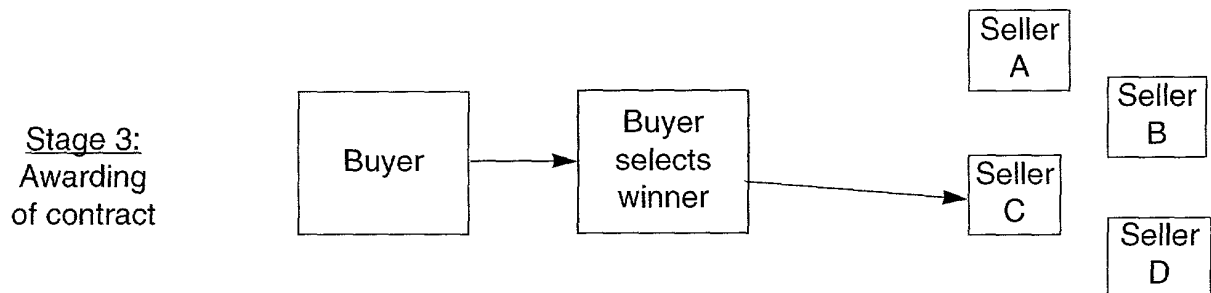 Stage 3:
Awarding
of contract
Buyer
Buyer
selects
winner
Seller
A
Seller
B
Seller
C
Seller
D